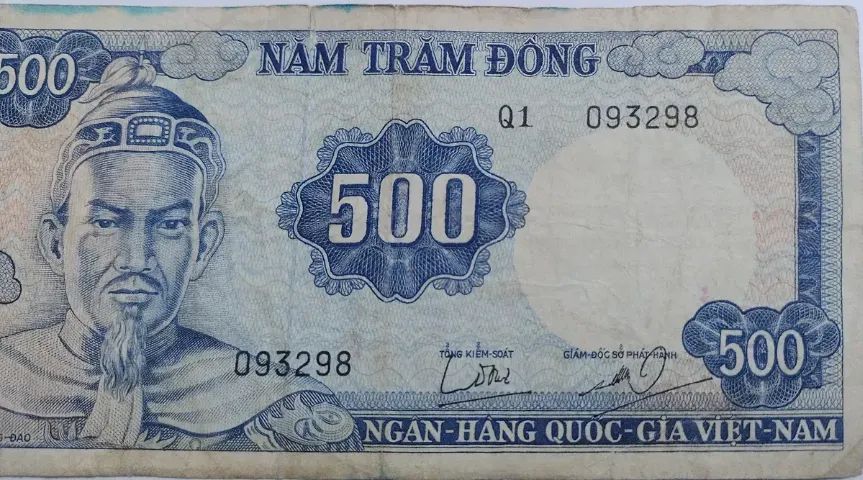 500
NĂM TRĂM ĐỒNG
Q1 093298
500
093298
TỔNG KIỂM-SOÁT
GIÁM-ĐỐC SỞ PHÁT-HÀNH
500
-ĐẠO
NGÂN-HÀNG QUỐC-GIA VIỆT-NAM